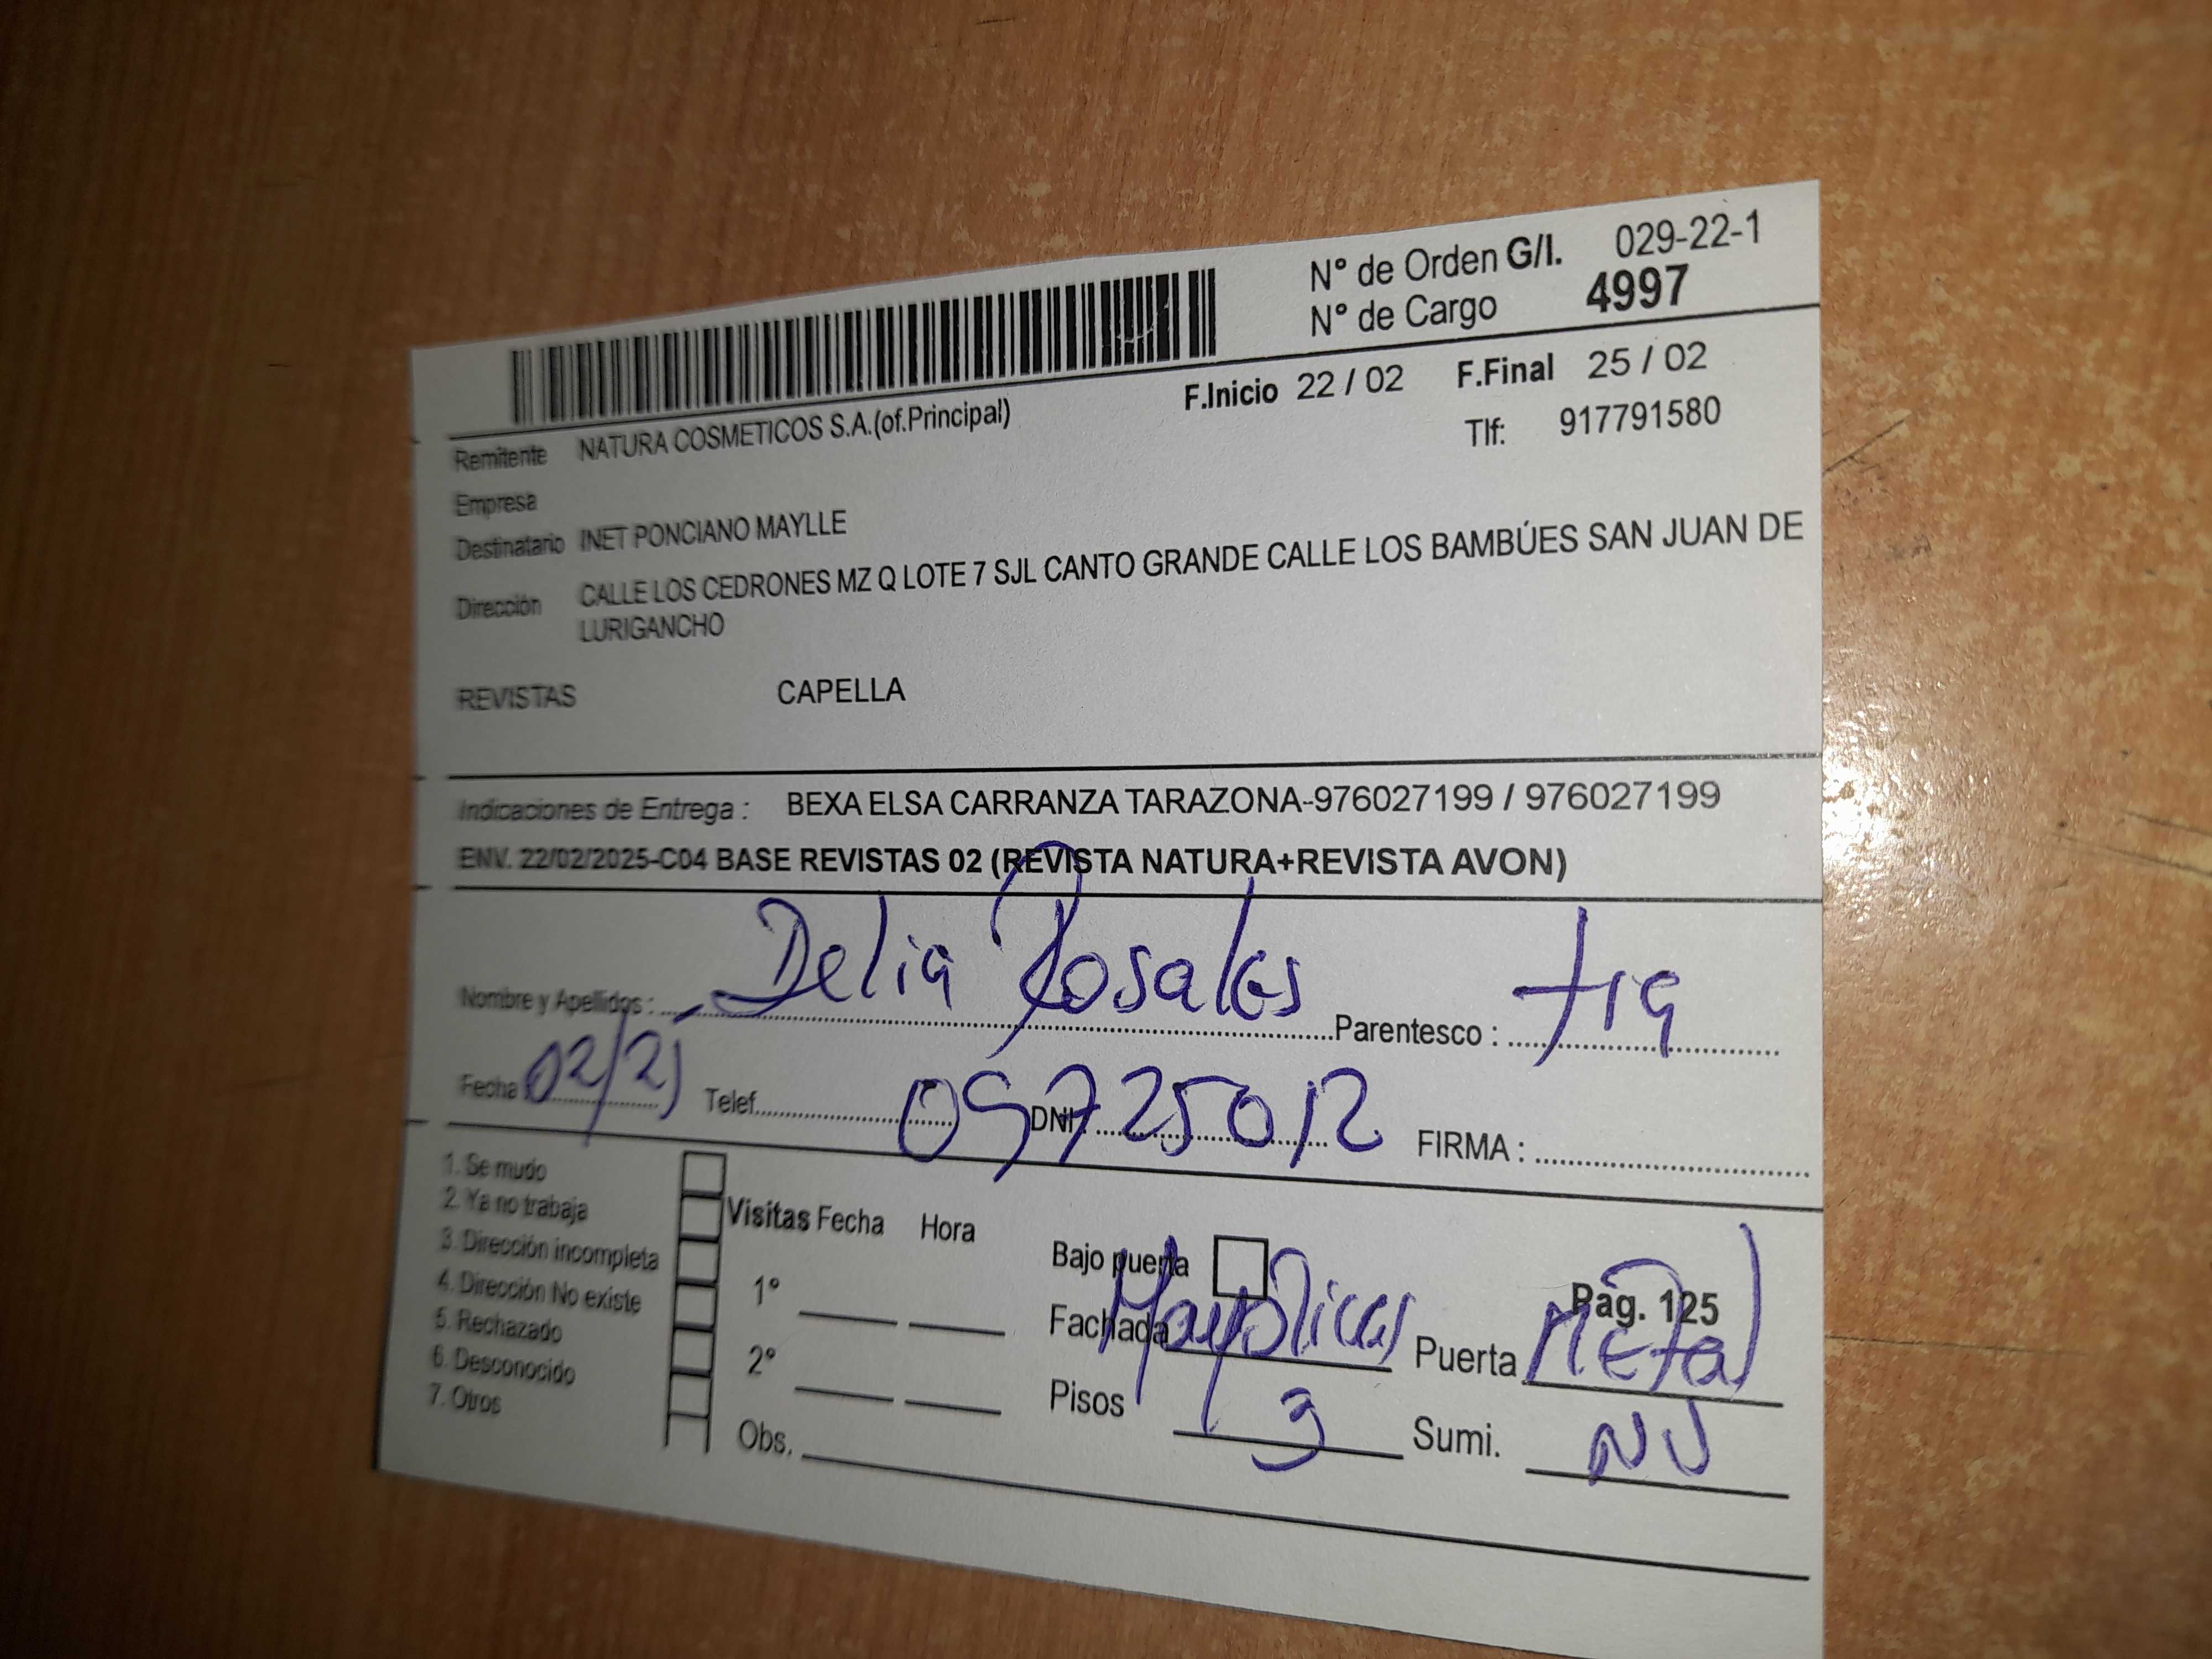 N° de Orden G/I. 029-22-1
N° de Cargo 4997
F.Inicio 22 / 02 F.Final 25 / 02
Remitente NATURA COSMETICOS S.A.(of.Principal) Tlf: 917791580
Empresa
Destinatario INET PONCIANO MAYLLE
Dirección CALLE LOS CEDRONES MZ Q LOTE 7 SJL CANTO GRANDE CALLE LOS BAMBÚES SAN JUAN DE
LURIGANCHO
REVISTAS CAPELLA
Indicaciones de Entrega : BEXA ELSA CARRANZA TARAZONA-976027199 / 976027199
ENV. 22/02/2025-C04 BASE REVISTAS 02 (REVISTA NATURA+REVISTA AVON)
Nombre y Apellidos : Delia Rosales Parentesco : tia
Fecha Telef. DNI 09725012 FIRMA :
1. Se mudo
2. Ya no trabaja
3. Dirección incompleta
4. Dirección No existe
5. Rechazado
6. Desconocido
7. Otros
Visitas Fecha Hora
1°
2°
Obs.
Bajo puerta Pág. 125
Fachada Mayolicas Puerta Metal
Pisos 3 Sumi.